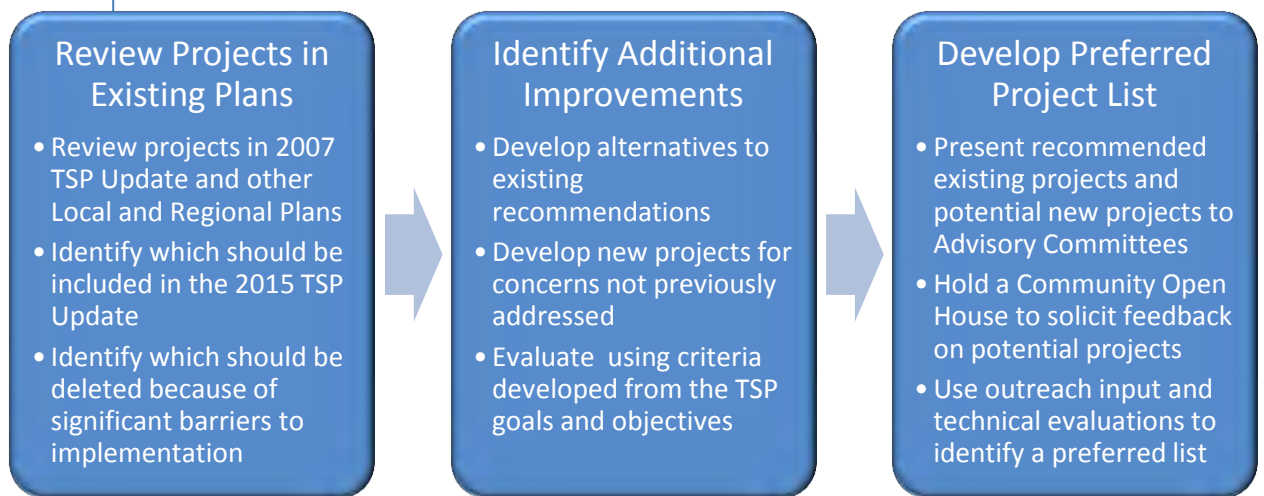 Review Projects in
Existing Plans
• Review projects in 2007
TSP Update and other
Local and Regional Plans
• Identify which should be
included in the 2015 TSP
Update
• Identify which should be
deleted because of
significant barriers to
implementation
Identify Additional
Improvements
• Develop alternatives to
existing
recommendations
• Develop new projects for
concerns not previously
addressed
• Evaluate using criteria
developed from the TSP
goals and objectives
Develop Preferred
Project List
• Present recommended
existing projects and
potential new projects to
Advisory Committees
• Hold a Community Open
House to solicit feedback
on potential projects
• Use outreach input and
technical evaluations to
identify a preferred list